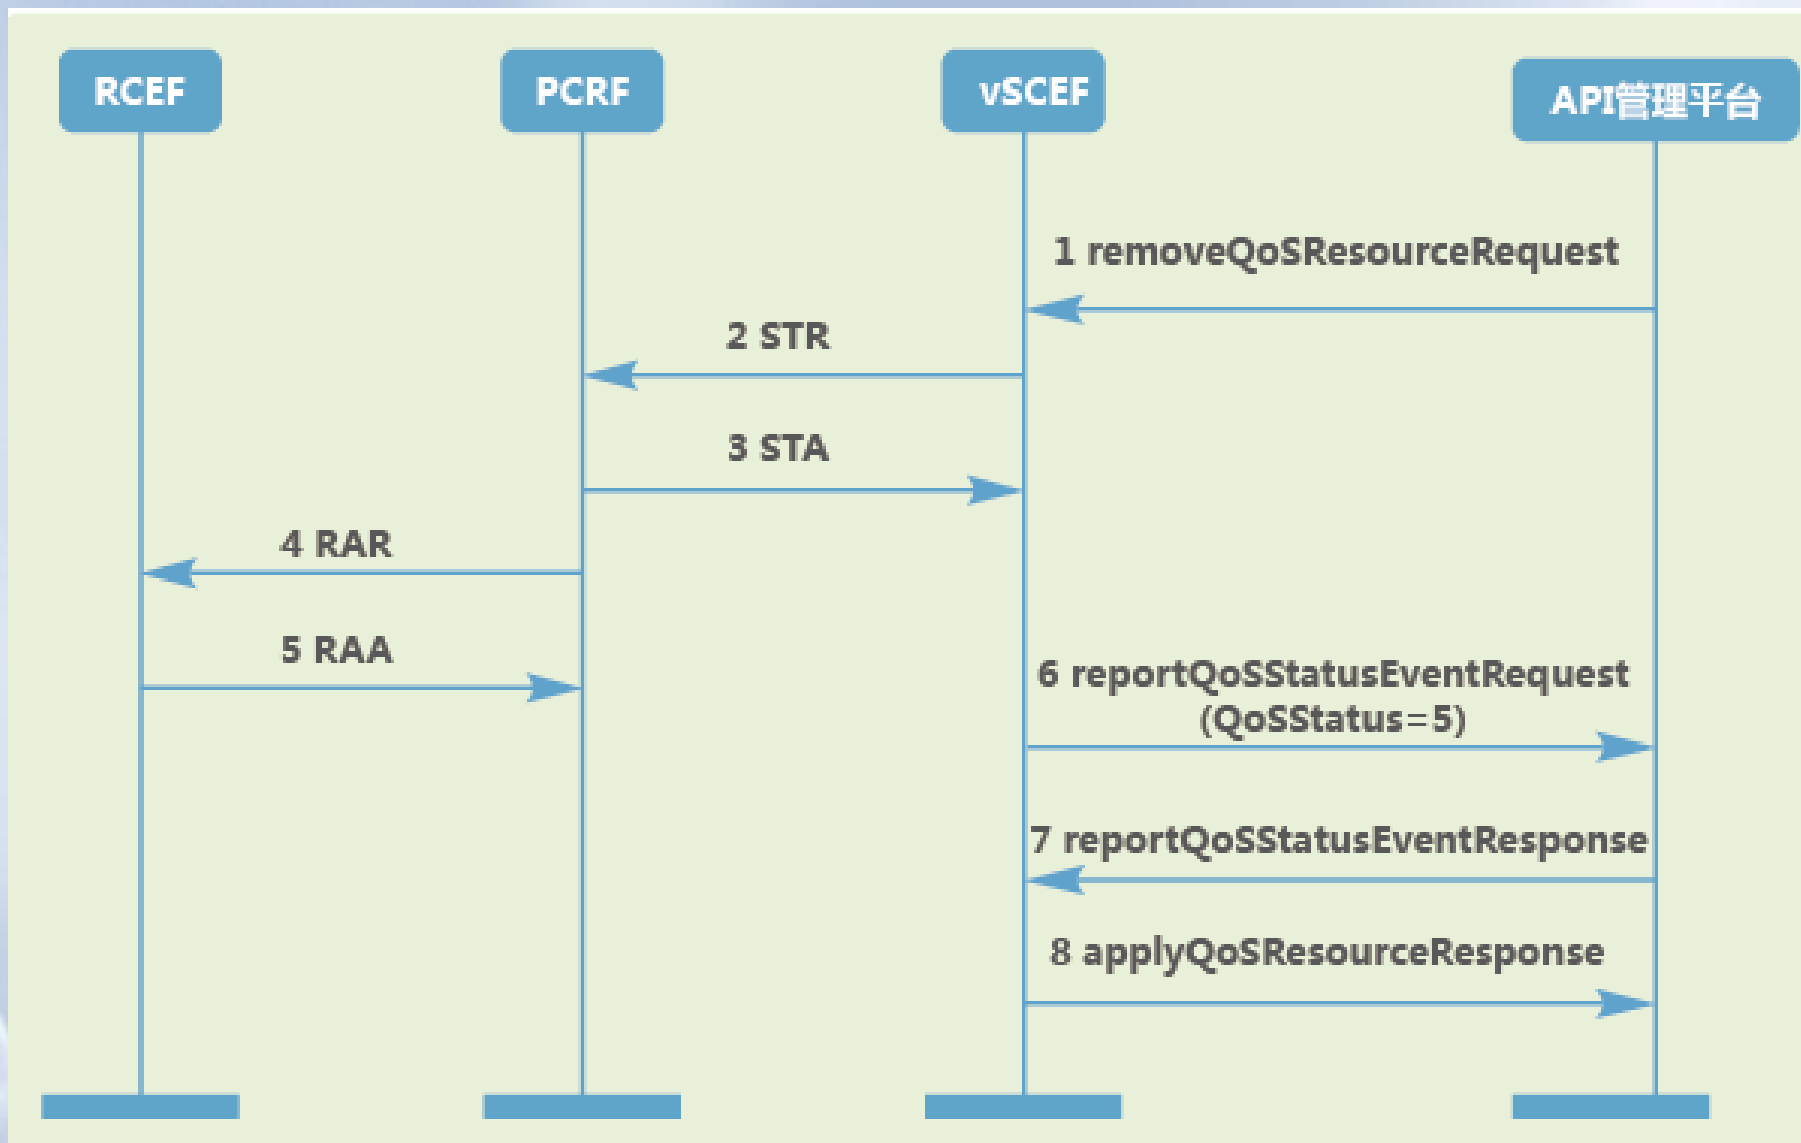 RCEF
PCRF
vSCEF
API管理平台
1 removeQoSResourceRequest
2 STR
3 STA
4 RAR
5 RAA
6 reportQoSStatusEventRequest
(QoSStatus=5)
7 reportQoSStatusEventResponse
8 applyQoSResourceResponse